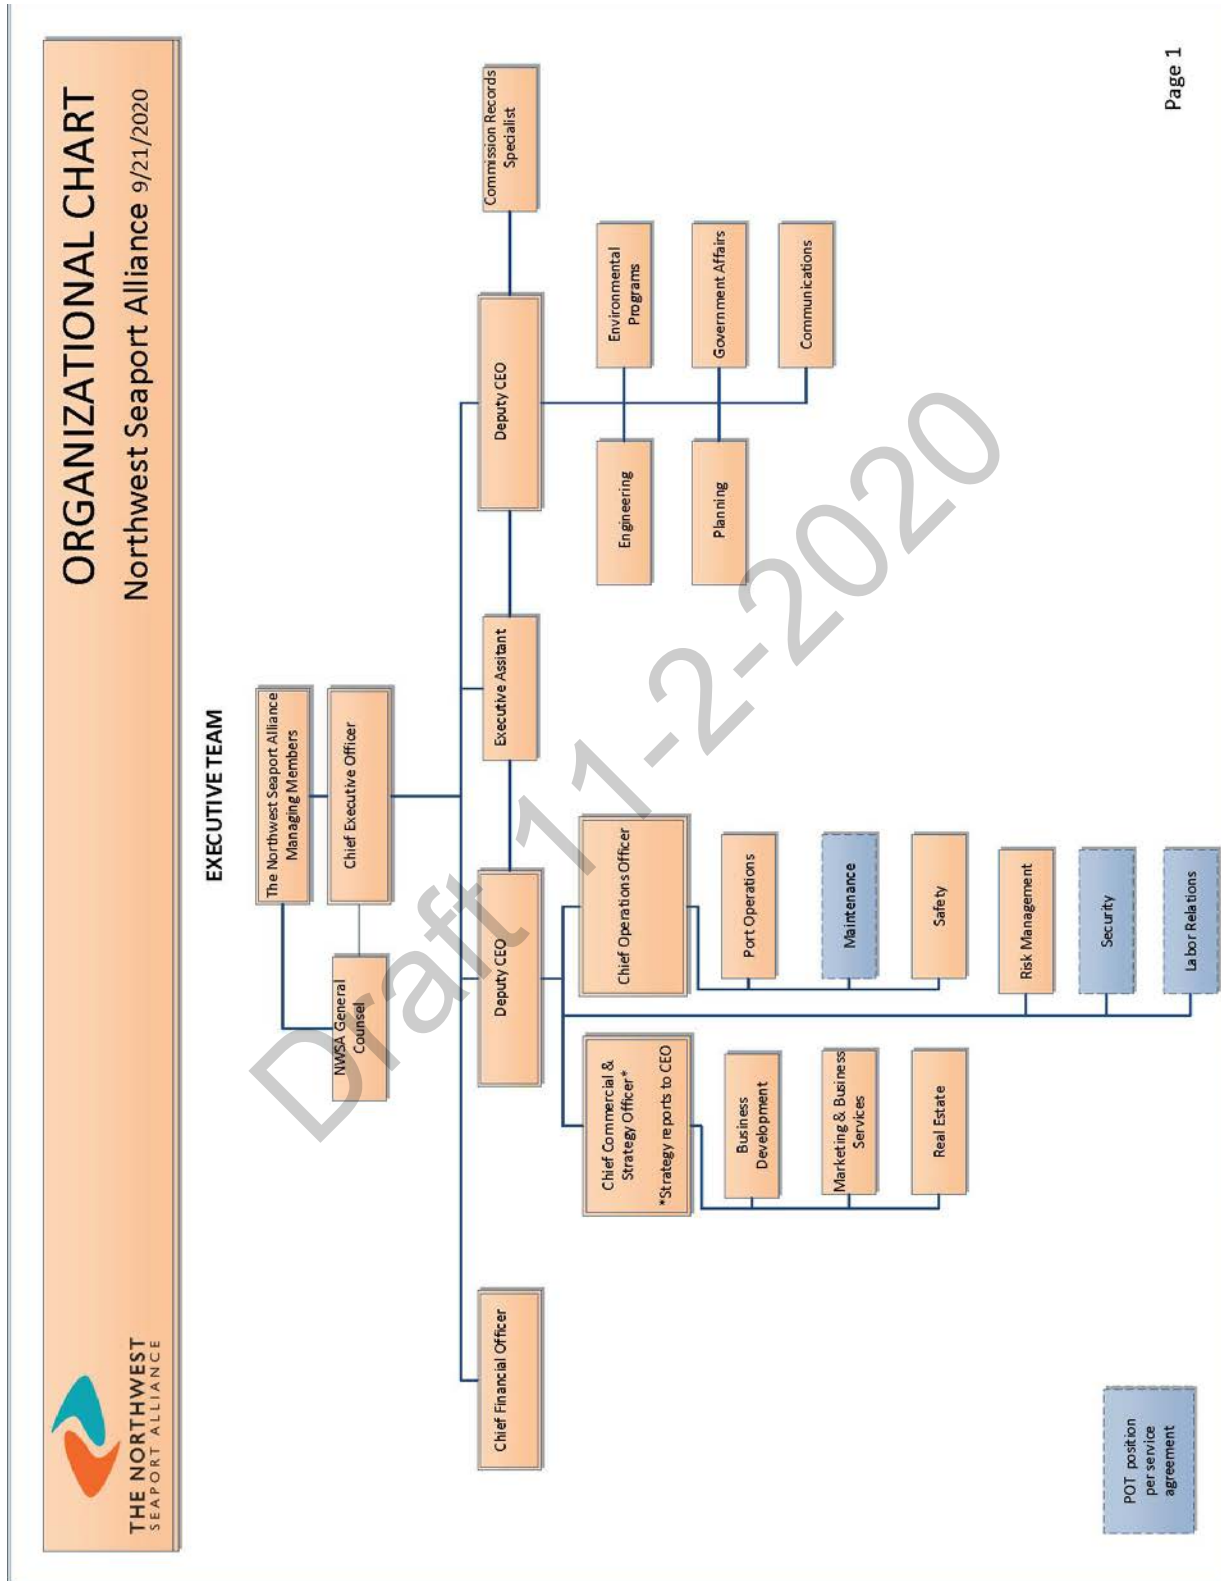 ORGANIZATIONAL CHART
Northwest Seaport Alliance 9/21/2020
THE NORTHWEST
SEAPORT ALLIANCE
EXECUTIVE TEAM
The Northwest Seaport Alliance
Managing Members
NWSA General
Counsel
Chief Executive Officer
Chief Financial Officer
Deputy CEO
Executive Assitant
Deputy CEO
Commission Records
Specialist
Chief Commercial &
Strategy Officer*
*Strategy reports to CEO
Chief Operations Officer
Engineering
Environmental
Programs
Business
Development
Port Operations
Planning
Government Affairs
Marketing & Business
Services
Maintenance
Communications
Real Estate
Safety
Risk Management
Security
Labor Relations
POT position
per service
agreement
Page 1
Draft 11-2-2020